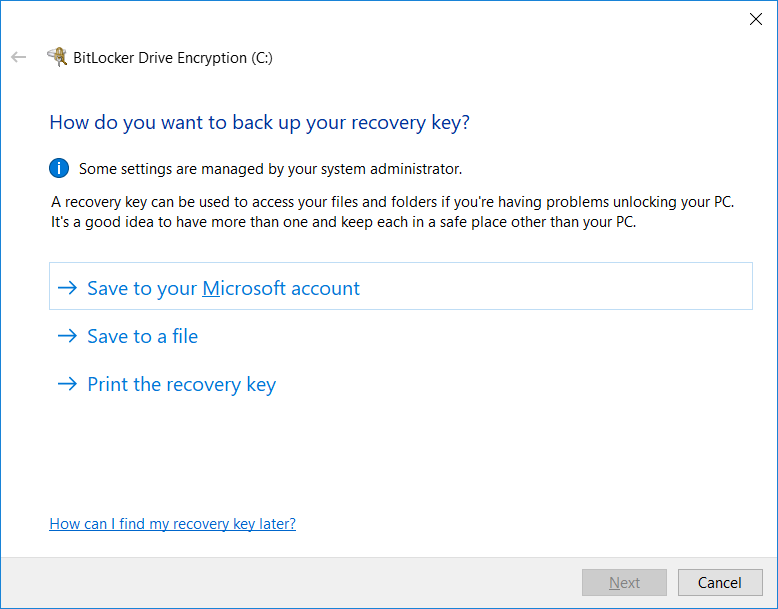 BitLocker Drive Encryption (C:)
How do you want to back up your recovery key?
Some settings are managed by your system administrator.
A recovery key can be used to access your files and folders if you're having problems unlocking your PC.
It's a good idea to have more than one and keep each in a safe place other than your PC.
Save to your Microsoft account
Save to a file
Print the recovery key
How can I find my recovery key later?
Next
Cancel